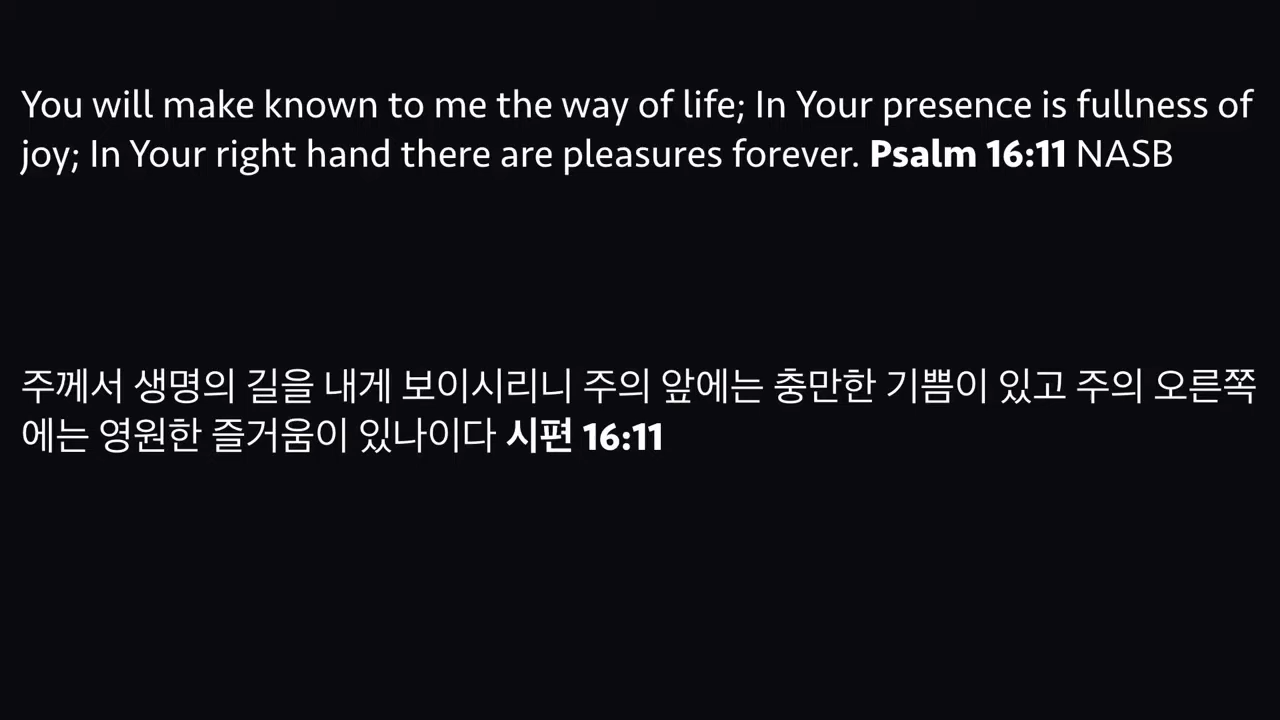 You will make known to me the way of life; In Your presence is fullness of
joy; In Your right hand there are pleasures forever. Psalm 16:11 NASB
주께서 생명의 길을 내게 보이시리니 주의 앞에는 충만한 기쁨이 있고 주의 오른쪽
에는 영원한 즐거움이 있나이다 시편 16:11